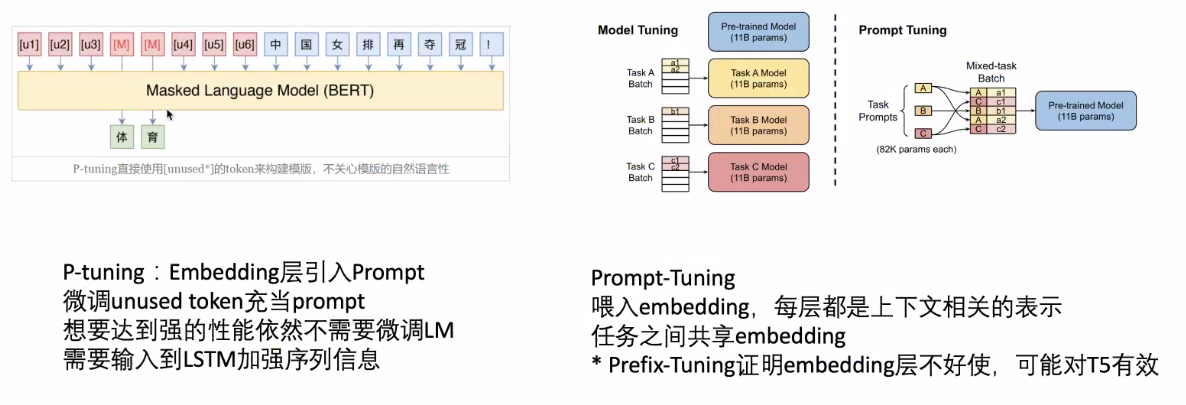 [u1] [u2] [u3] [M] [M] [u4] [u5] [u6] 中 国 女 排 再 夺 冠 !
Masked Language Model (BERT)
体 育
P-tuning直接使用[unused*]的token来构建模版，不关心模版的自然语言性
Model Tuning
Pre-trained Model
(11B params)
Task A
Batch
a1
a2
Task A Model
(11B params)
Task B
Batch
b1
Task B Model
(11B params)
Task C
Batch
c1
c2
Task C Model
(11B params)
Prompt Tuning
Mixed-task
Batch
Task
Prompts
A
B
C
(82K params each)
A a1
C c1
B b1
A a2
C c2
Pre-trained Model
(11B params)
P-tuning：Embedding层引入Prompt
微调unused token充当prompt
想要达到强的性能依然不需要微调LM
需要输入到LSTM加强序列信息
Prompt-Tuning
喂入embedding，每层都是上下文相关的表示
任务之间共享embedding
* Prefix-Tuning证明embedding层不好使，可能对T5有效